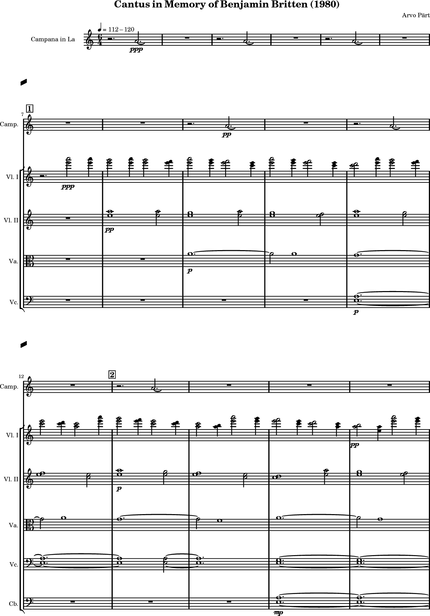 Cantus in Memory of Benjamin Britten (1980)
Arvo Pärt
Campana in La
♩ = 112–120
ppp
7
1
Camp.
pp
Vl. I
ppp
Vl. II
pp
Va.
p
Vc.
p
12
2
Camp.
Vl. I
pp
Vl. II
p
Va.
Vc.
Cb.
mp